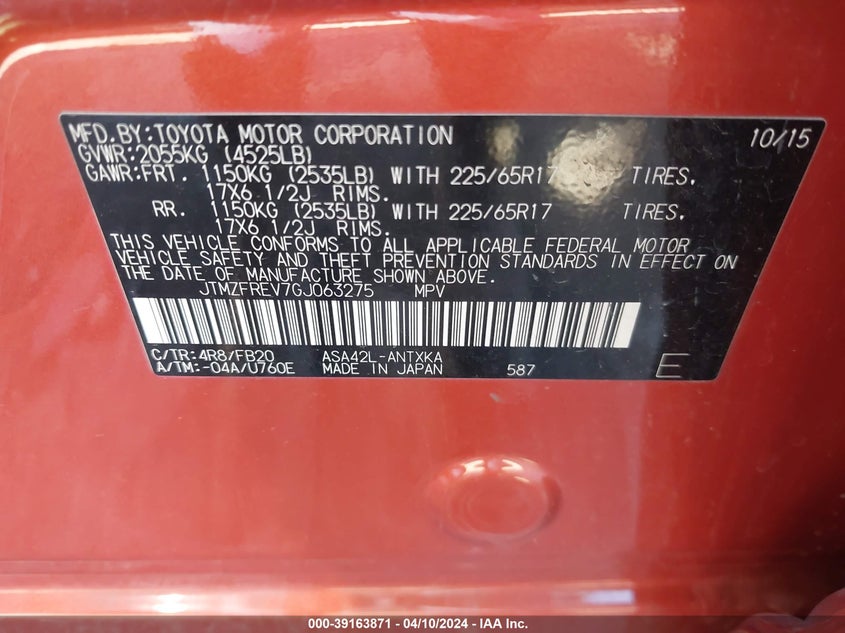 MFD. BY: TOYOTA MOTOR CORPORATION 10/15
GVWR: 2055KG (4525LB)
GAWR: FRT. 1150KG (2535LB) WITH 225/65R17 TIRES,
17X6 1/2J RIMS.
RR. 1150KG (2535LB) WITH 225/65R17 TIRES,
17X6 1/2J RIMS.
THIS VEHICLE CONFORMS TO ALL APPLICABLE FEDERAL MOTOR
VEHICLE SAFETY AND THEFT PREVENTION STANDARDS IN EFFECT ON
THE DATE OF MANUFACTURE SHOWN ABOVE.
JTMZFREV7GJ063275 MPV
C/TR: 4R8/FB20 ASA42L-ANTXKA
A/TM: -04A/U760E MADE IN JAPAN 587 E
000-39163871 - 04/10/2024 - IAA Inc.